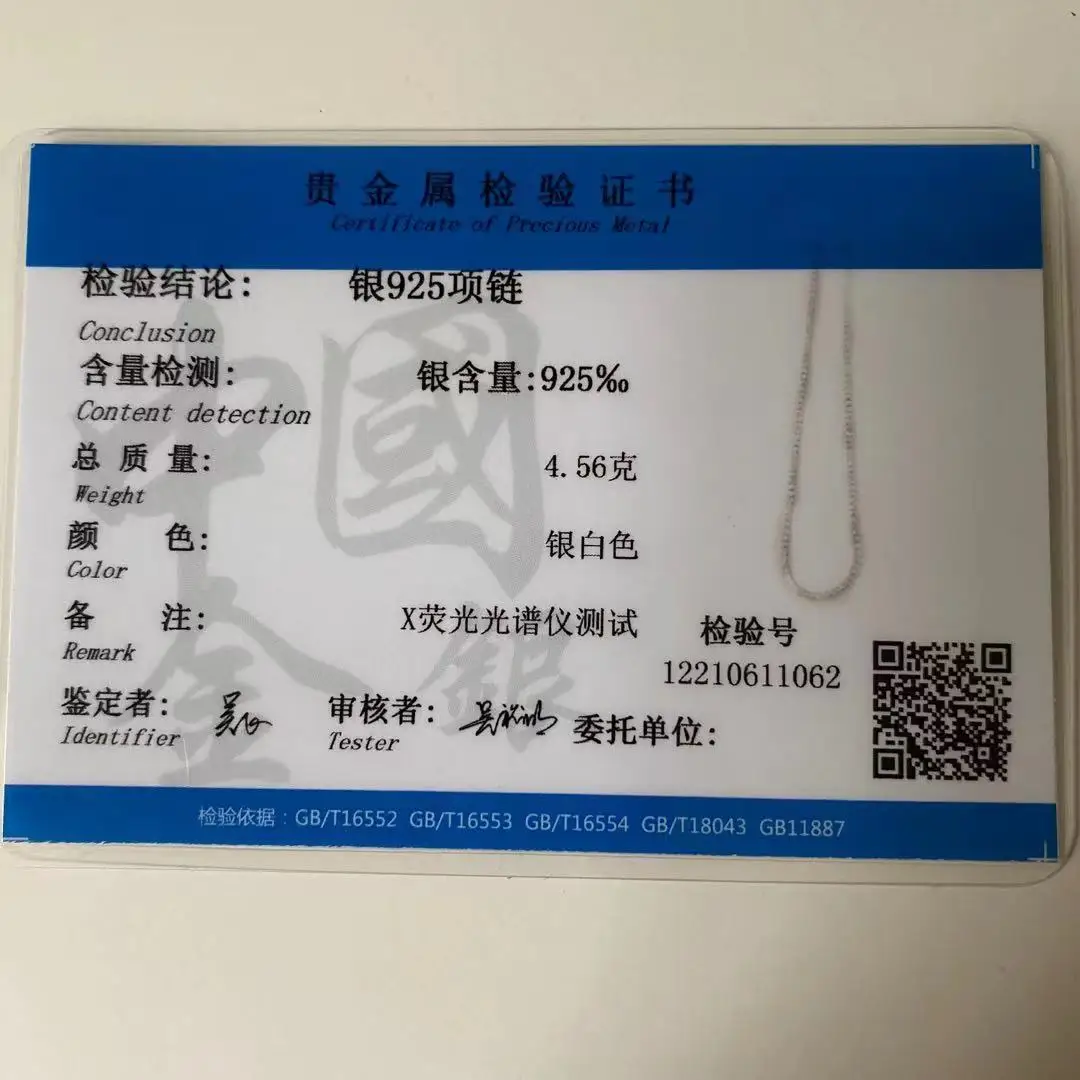 贵金属检验证书
Certificate of Precious Metal
检验结论: 银925项链
Conclusion
含量检测: 银含量:925‰
Content detection
总质量: 4.56克
Weight
颜色: 银白色
Color
备注: X荧光光谱仪测试
Remark
检验号
12210611062
鉴定者:
Identifier
审核者:
Tester
委托单位:
检验依据：GB/T16552 GB/T16553 GB/T16554 GB/T18043 GB11887
中國
金銀